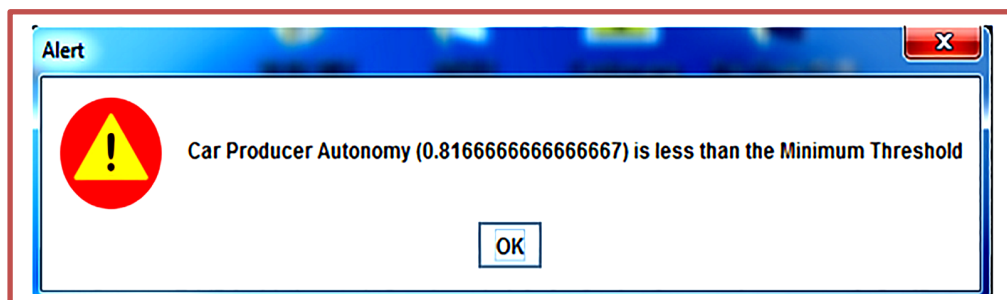 Alert
Car Producer Autonomy (0.8166666666666667) is less than the Minimum Threshold
OK